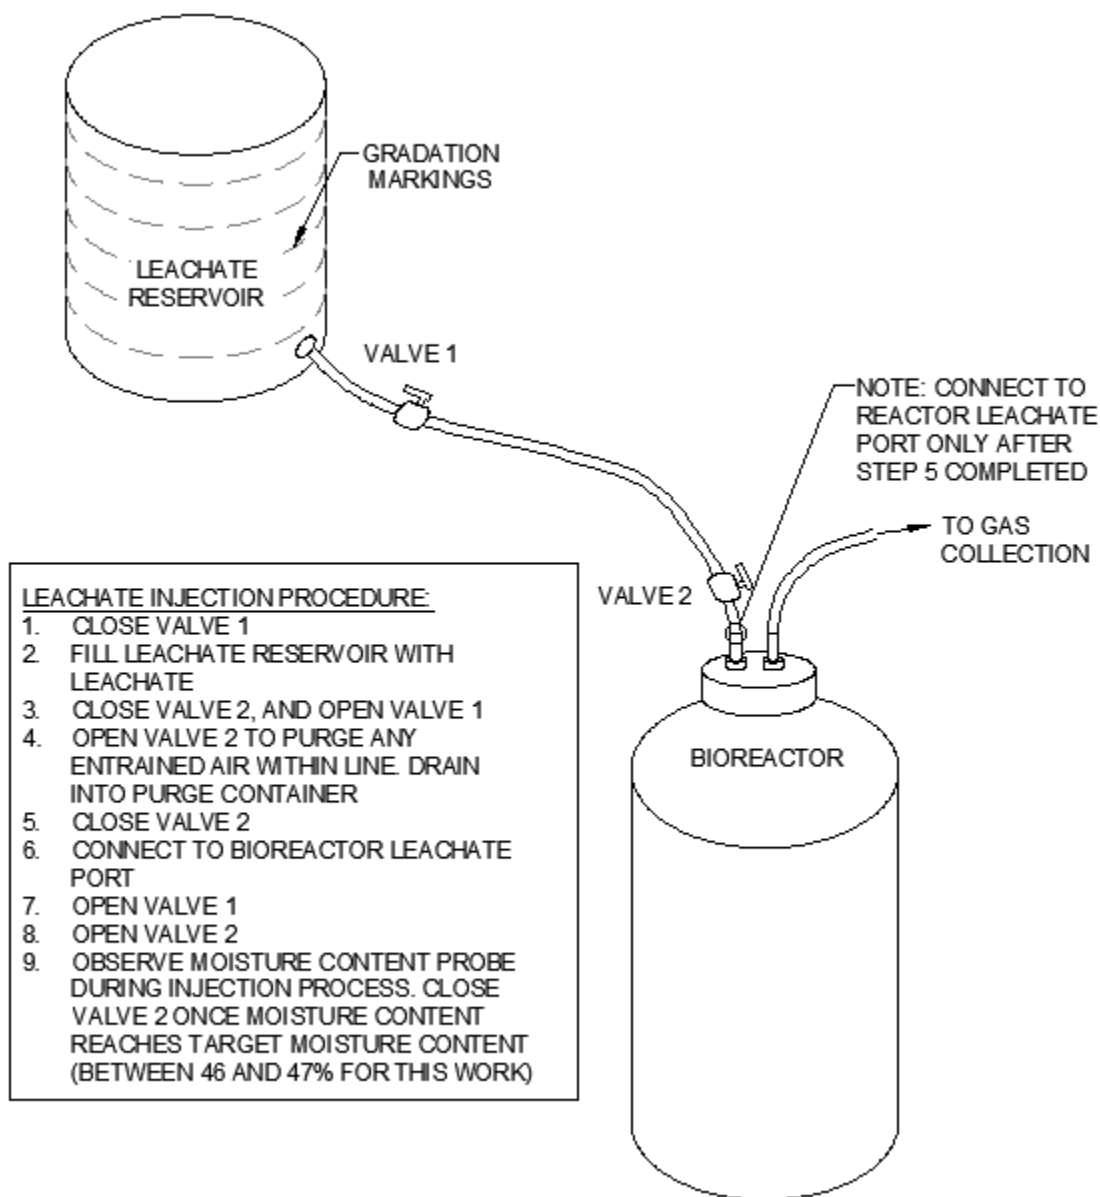 GRADATION
MARKINGS
LEACHATE
RESERVOIR
VALVE 1
NOTE: CONNECT TO
REACTOR LEACHATE
PORT ONLY AFTER
STEP 5 COMPLETED
TO GAS
COLLECTION
VALVE 2
BIOREACTOR
LEACHATE INJECTION PROCEDURE:
1. CLOSE VALVE 1
2. FILL LEACHATE RESERVOIR WITH
LEACHATE
3. CLOSE VALVE 2, AND OPEN VALVE 1
4. OPEN VALVE 2 TO PURGE ANY
ENTRAINED AIR WITHIN LINE. DRAIN
INTO PURGE CONTAINER
5. CLOSE VALVE 2
6. CONNECT TO BIOREACTOR LEACHATE
PORT
7. OPEN VALVE 1
8. OPEN VALVE 2
9. OBSERVE MOISTURE CONTENT PROBE
DURING INJECTION PROCESS. CLOSE
VALVE 2 ONCE MOISTURE CONTENT
REACHES TARGET MOISTURE CONTENT
(BETWEEN 46 AND 47% FOR THIS WORK)